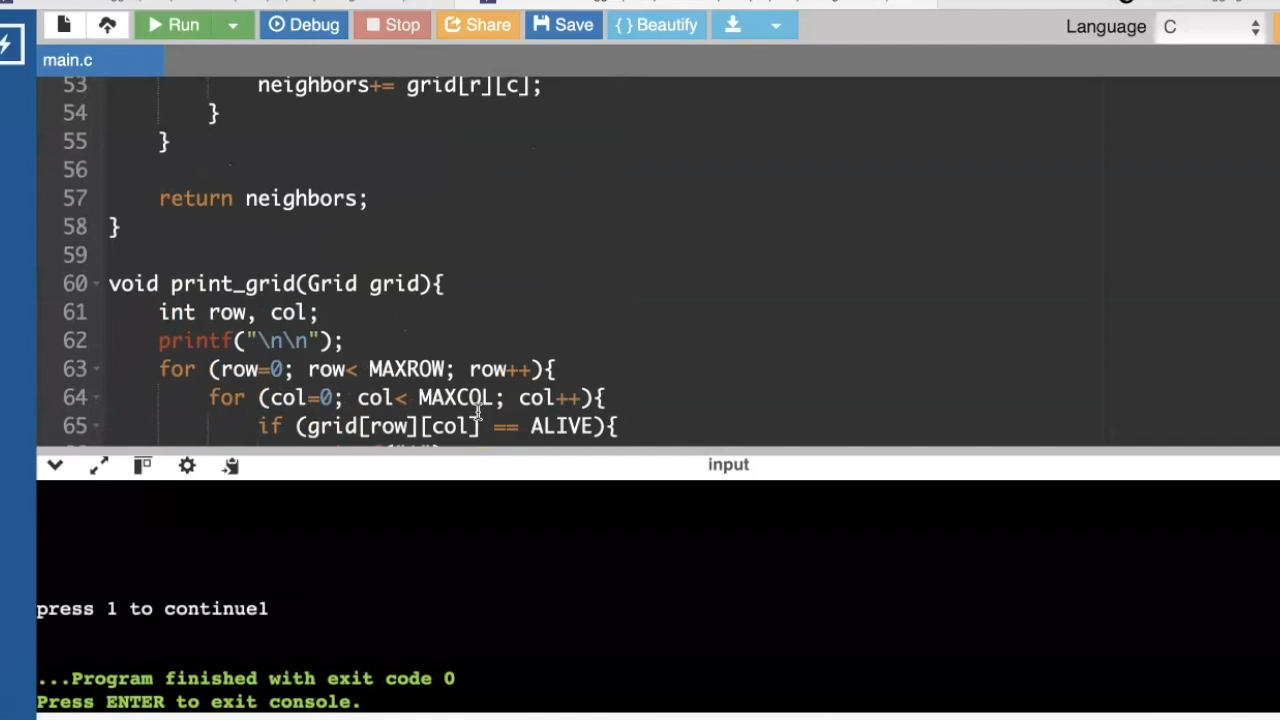 Run Debug Stop Share Save { } Beautify Language C
main.c
53 neighbors+= grid[r][c];
54 }
55 }
56
57 return neighbors;
58 }
59
60 void print_grid(Grid grid){
61 int row, col;
62 printf("\n\n");
63 for (row=0; row< MAXROW; row++){
64 for (col=0; col< MAXCOL; col++){
65 if (grid[row][col] == ALIVE){
input
press 1 to continue1
...Program finished with exit code 0
Press ENTER to exit console.